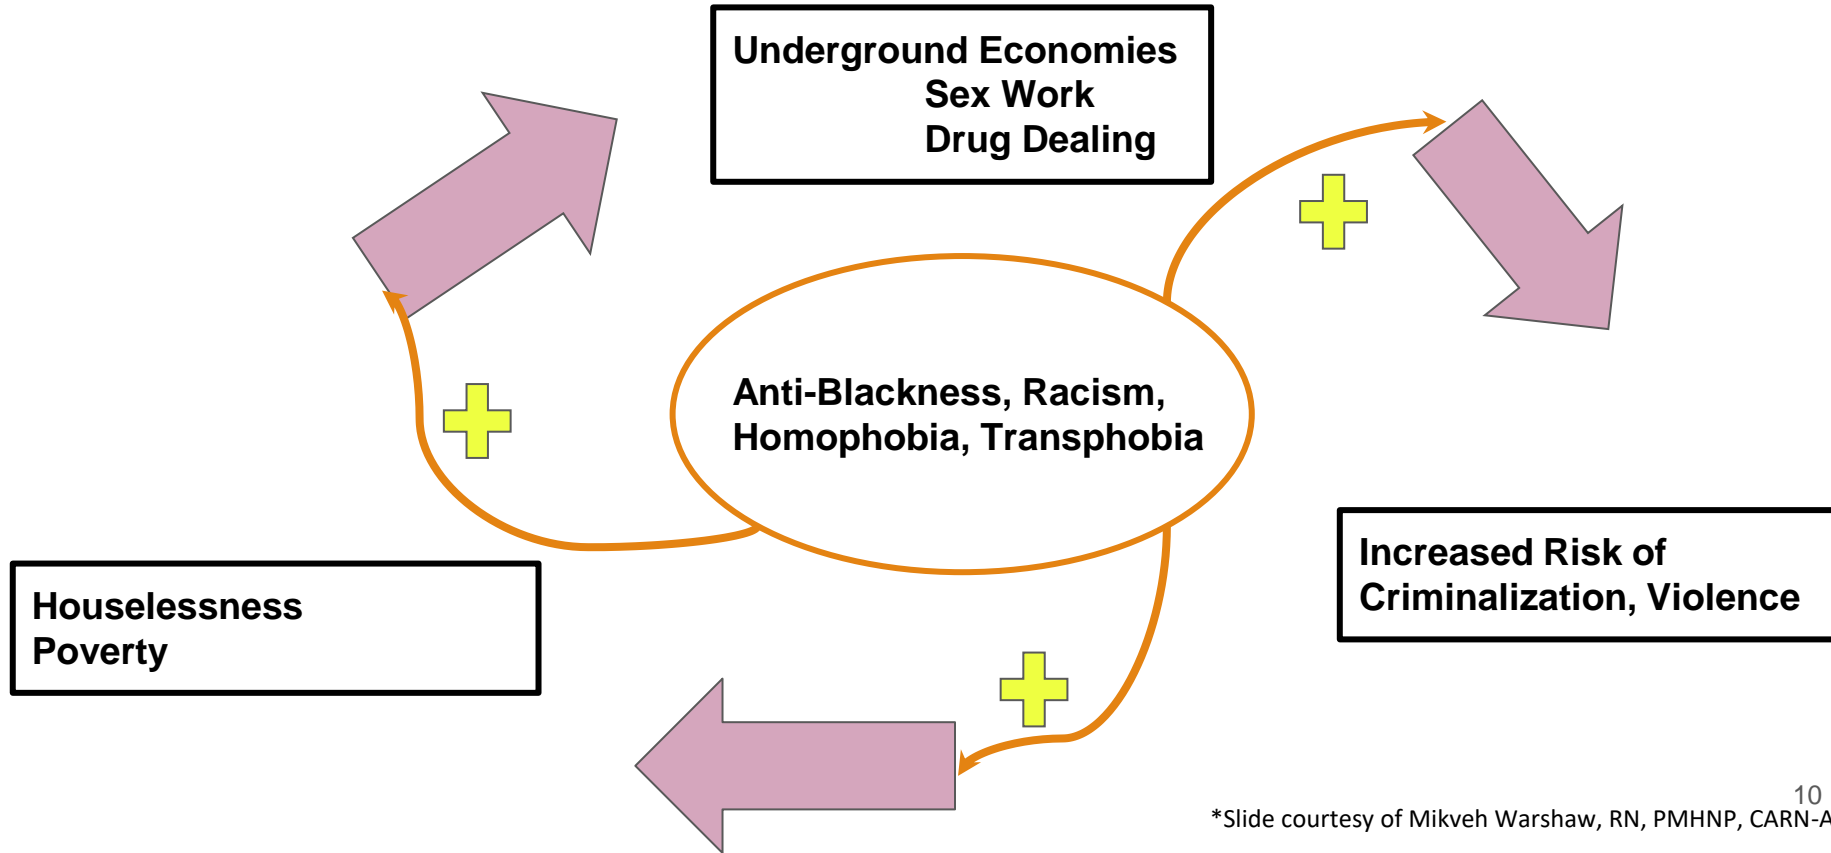 Underground Economies
Sex Work
Drug Dealing
Anti-Blackness, Racism,
Homophobia, Transphobia
Increased Risk of
Criminalization, Violence
Houselessness
Poverty
10
*Slide courtesy of Mikveh Warshaw, RN, PMHNP, CARN-A